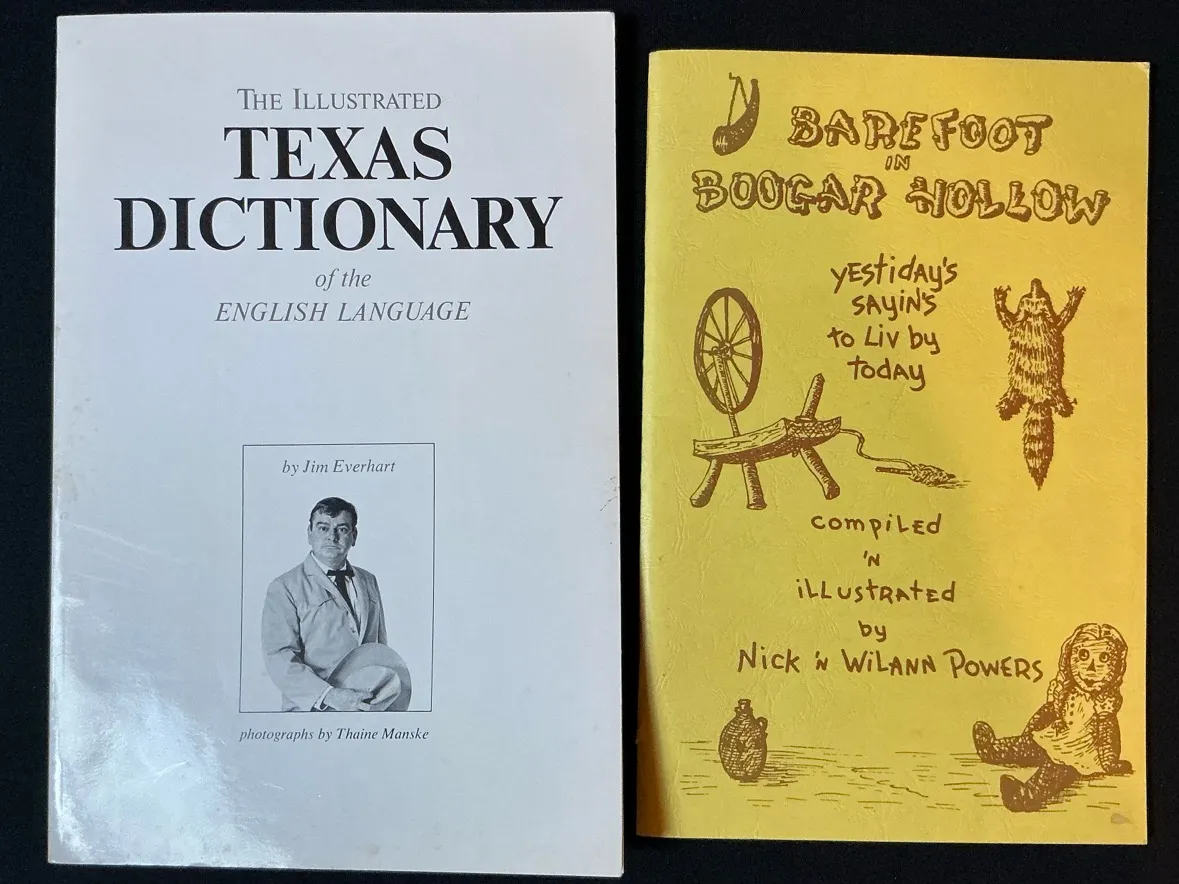 THE ILLUSTRATED
TEXAS
DICTIONARY
of the
ENGLISH LANGUAGE
by Jim Everhart
photographs by Thaine Manske
BAREFOOT
IN
BOOGAR HOLLOW
yEStidAy's
SAyiN's
to Liv by
todAy
compiLEd
'N
iLLUStRAtEd
by
Nick 'N WiLANN PowERS